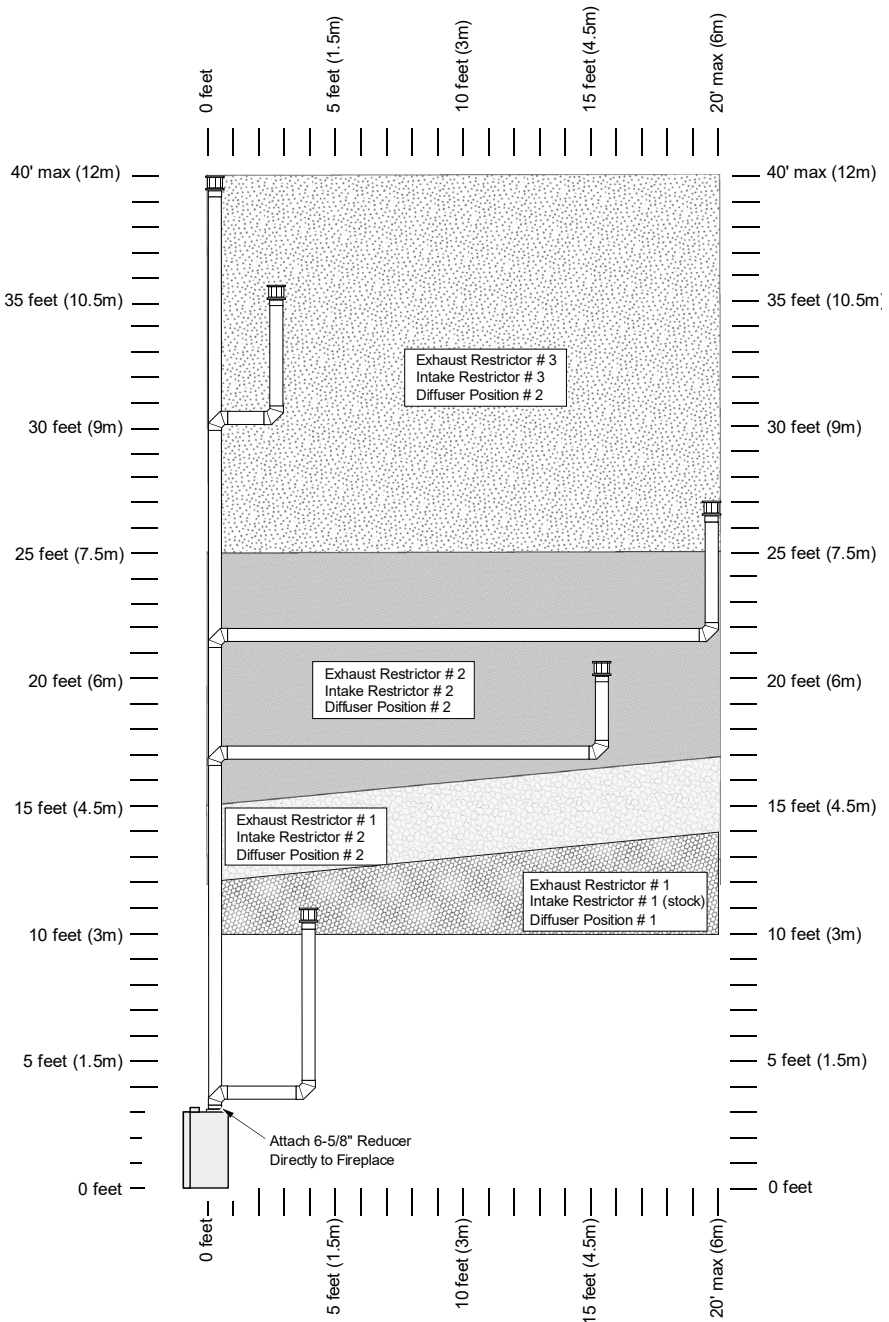 0 feet
5 feet (1.5m)
10 feet (3m)
15 feet (4.5m)
20' max (6m)
40' max (12m)
40' max (12m)
35 feet (10.5m)
35 feet (10.5m)
Exhaust Restrictor # 3
Intake Restrictor # 3
Diffuser Position # 2
30 feet (9m)
30 feet (9m)
25 feet (7.5m)
25 feet (7.5m)
20 feet (6m)
20 feet (6m)
Exhaust Restrictor # 2
Intake Restrictor # 2
Diffuser Position # 2
15 feet (4.5m)
15 feet (4.5m)
Exhaust Restrictor # 1
Intake Restrictor # 2
Diffuser Position # 2
Exhaust Restrictor # 1
Intake Restrictor # 1 (stock)
Diffuser Position # 1
10 feet (3m)
10 feet (3m)
5 feet (1.5m)
5 feet (1.5m)
Attach 6-5/8" Reducer
Directly to Fireplace
0 feet
0 feet
0 feet
5 feet (1.5m)
10 feet (3m)
15 feet (4.5m)
20' max (6m)